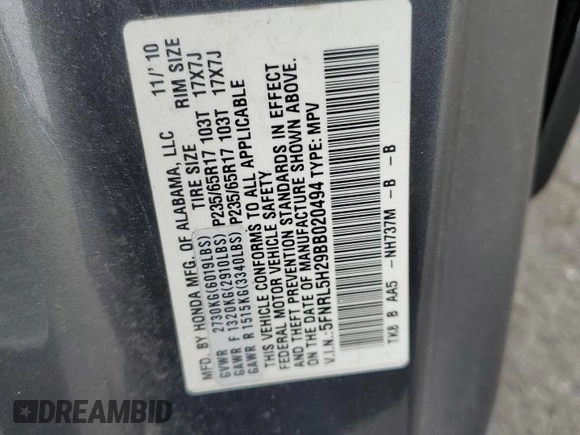 MFD. BY HONDA MFG. OF ALABAMA, LLC 11/'10
TIRE SIZE RIM SIZE
GVWR 2730KG(6019LBS)
GAWR F 1320KG(2910LBS) P235/65R17 103T 17X7J
GAWR R 1515KG(3340LBS) P235/65R17 103T 17X7J
THIS VEHICLE CONFORMS TO ALL APPLICABLE
FEDERAL MOTOR VEHICLE SAFETY
AND THEFT PREVENTION STANDARDS IN EFFECT
ON THE DATE OF MANUFACTURE SHOWN ABOVE.
V.I.N.:5FNRL5H29BB020494 TYPE: MPV
TK8 B AA5 -NH737M -B -B
DREAMBID